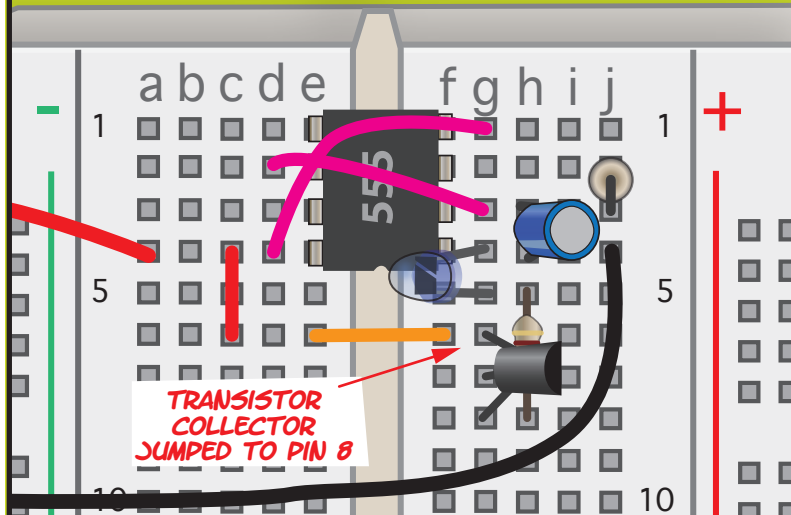 a b c d e f g h i j
-
+
1 1
555
5 5
TRANSISTOR
COLLECTOR
JUMPED TO PIN 8
10 10